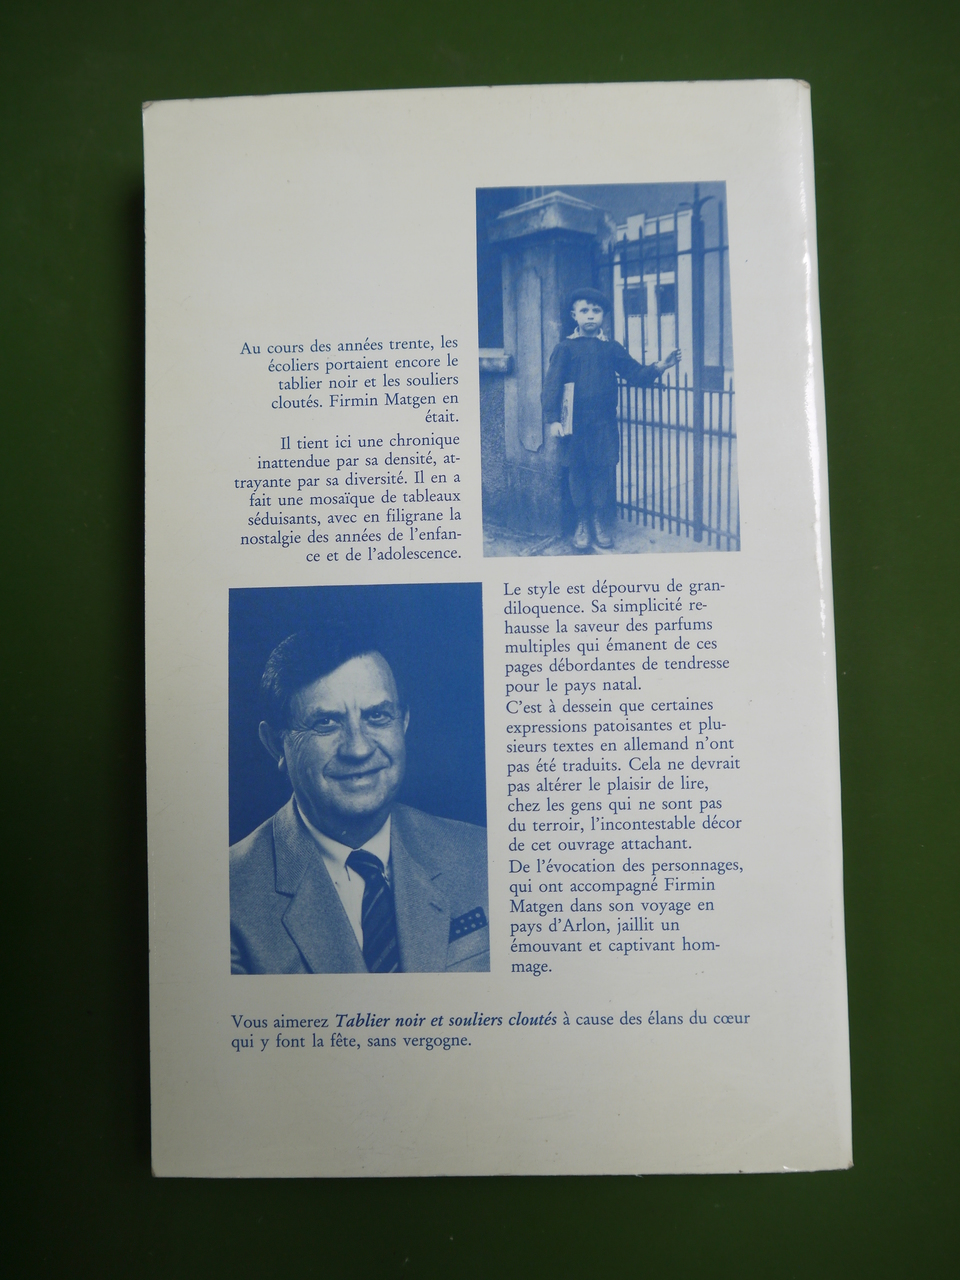 Au cours des années trente, les
écoliers portaient encore le
tablier noir et les souliers
cloutés. Firmin Matgen en
était.
Il tient ici une chronique
inattendue par sa densité, at-
trayante par sa diversité. Il en a
fait une mosaïque de tableaux
séduisants, avec en filigrane la
nostalgie des années de l'enfan-
ce et de l'adolescence.
Le style est dépourvu de gran-
diloquence. Sa simplicité re-
hausse la saveur des parfums
multiples qui émanent de ces
pages débordantes de tendresse
pour le pays natal.
C'est à dessein que certaines
expressions patoisantes et plu-
sieurs textes en allemand n'ont
pas été traduits. Cela ne devrait
pas altérer le plaisir de lire,
chez les gens qui ne sont pas
du terroir, l'incontestable décor
de cet ouvrage attachant.
De l'évocation des personnages,
qui ont accompagné Firmin
Matgen dans son voyage en
pays d'Arlon, jaillit un
émouvant et captivant hom-
mage.
Vous aimerez Tablier noir et souliers cloutés à cause des élans du cœur
qui y font la fête, sans vergogne.